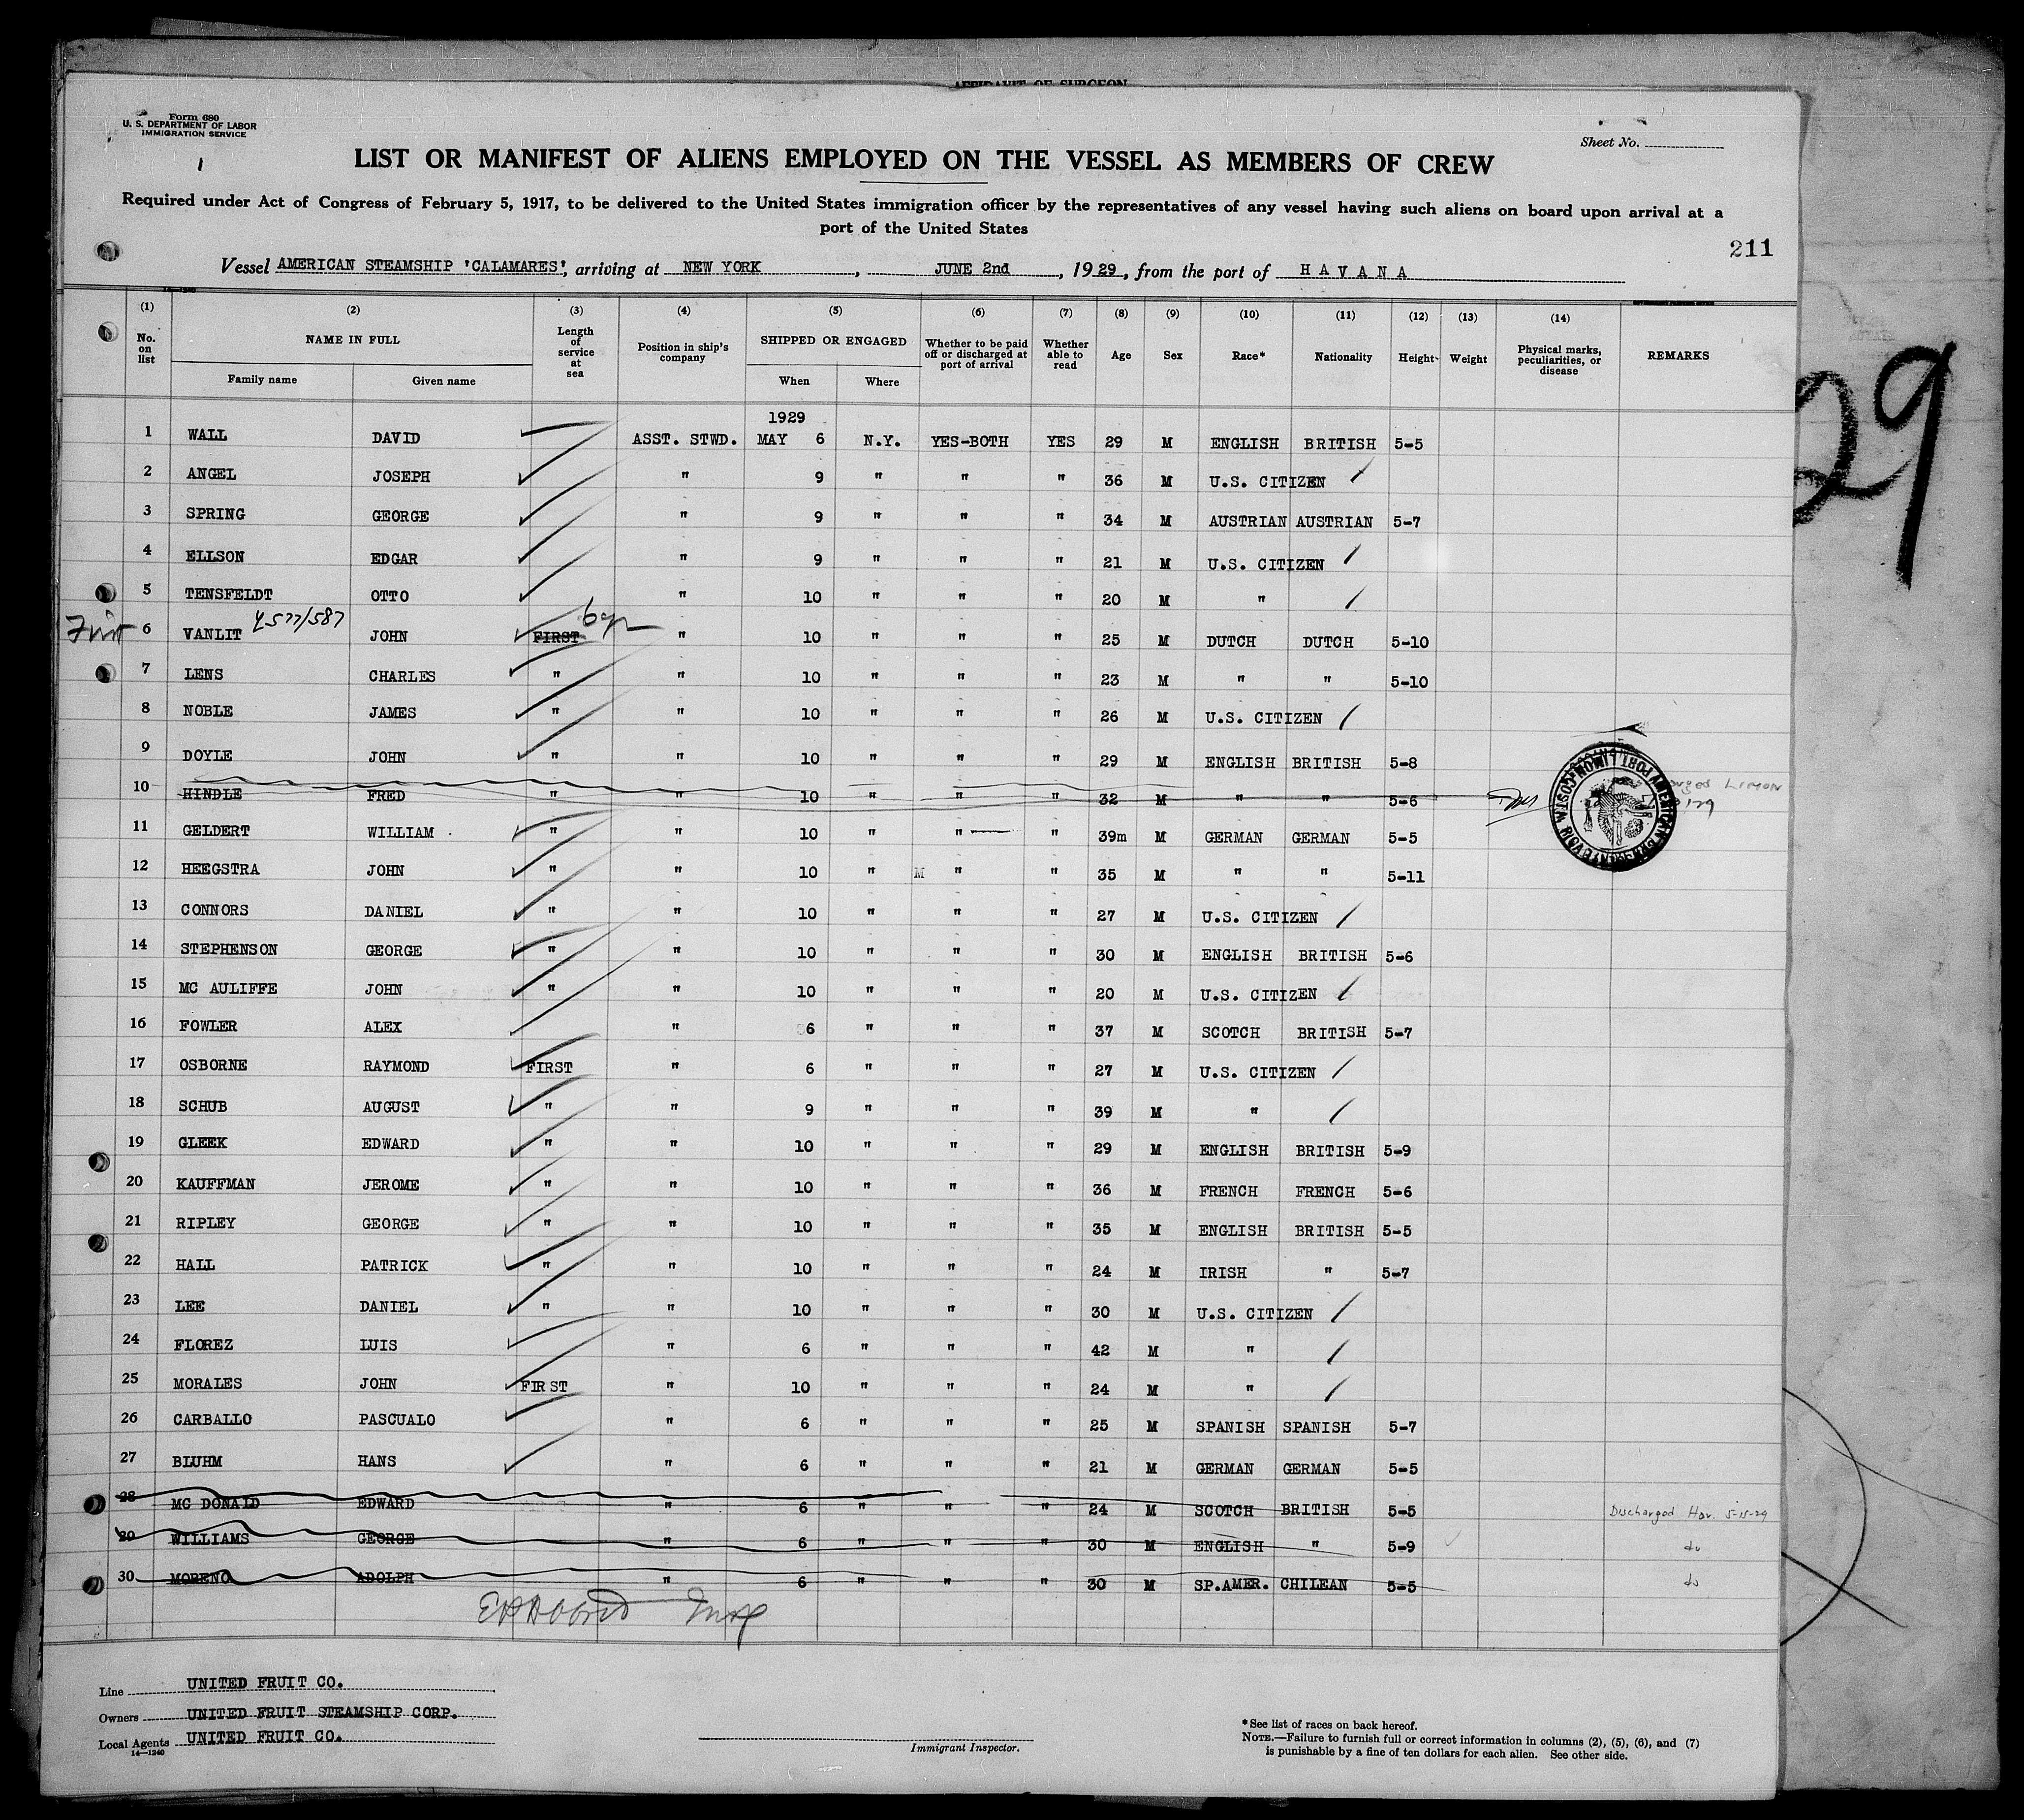 AFFIDAVIT OF SURGEON
Form 680
U. S. DEPARTMENT OF LABOR
IMMIGRATION SERVICE
1
Sheet No.
LIST OR MANIFEST OF ALIENS EMPLOYED ON THE VESSEL AS MEMBERS OF CREW
Required under Act of Congress of February 5, 1917, to be delivered to the United States immigration officer by the representatives of any vessel having such aliens on board upon arrival at a
port of the United States
211
Vessel AMERICAN STEAMSHIP 'CALAMARES', arriving at NEW YORK, JUNE 2nd, 1929, from the port of HAVANA
29
(1) (2) (3) (4) (5) (6) (7) (8) (9) (10) (11) (12) (13) (14)
No. on list NAME IN FULL Length of service at sea Position in ship's company SHIPPED OR ENGAGED Whether to be paid off or discharged at port of arrival Whether able to read Age Sex Race* Nationality Height Weight Physical marks, peculiarities, or disease REMARKS
Family name Given name When Where
1929
1 WALL DAVID ASST. STWD. MAY 6 N.Y. YES-BOTH YES 29 M ENGLISH BRITISH 5-5
2 ANGEL JOSEPH " 9 " " " 36 M U.S. CITIZEN
3 SPRING GEORGE " 9 " " " 34 M AUSTRIAN AUSTRIAN 5-7
4 ELLSON EDGAR " 9 " " " 21 M U.S. CITIZEN
5 TENSFELDT OTTO " 10 " " " 20 M "
First 6 VANLIT JOHN FIRST " 10 " " " 25 M DUTCH DUTCH 5-10
7 LENS CHARLES " " 10 " " " 23 M " " 5-10
8 NOBLE JAMES " " 10 " " " 26 M U.S. CITIZEN
9 DOYLE JOHN " " 10 " " " 29 M ENGLISH BRITISH 5-8
10 HINDLE FRED " " 10 " " " 32 M " " 5-6 LIMON
11 GELDERT WILLIAM " " 10 " " " 39m GERMAN GERMAN 5-5
12 HEEGSTRA JOHN " " 10 " M " " 35 M " " 5-11
13 CONNORS DANIEL " " 10 " " " 27 M U.S. CITIZEN
14 STEPHENSON GEORGE " " 10 " " " 30 M ENGLISH BRITISH 5-6
15 MC AULIFFE JOHN " " 10 " " " 20 M U.S. CITIZEN
16 FOWLER ALEX " 6 " " " 37 M SCOTCH BRITISH 5-7
17 OSBORNE RAYMOND FIRST " 6 " " " 27 M U.S. CITIZEN
18 SCHUB AUGUST " " 9 " " " 39 M "
19 GLEEK EDWARD " " 10 " " " 29 M ENGLISH BRITISH 5-9
20 KAUFFMAN JEROME " " 10 " " " 36 M FRENCH FRENCH 5-6
21 RIPLEY GEORGE " " 10 " " " 35 M ENGLISH BRITISH 5-5
22 HALL PATRICK " " 10 " " " 24 M IRISH " 5-7
23 LEE DANIEL " " 10 " " " 30 M U.S. CITIZEN
24 FLOREZ LUIS " 6 " " " 42 M "
25 MORALES JOHN FIRST " 10 " " " 24 M "
26 CARBALLO PASCUALO " 6 " " " 25 M SPANISH SPANISH 5-7
27 BLUHM HANS " 6 " " " 21 M GERMAN GERMAN 5-5
28 MC DONALD EDWARD " 6 " " " 24 M SCOTCH BRITISH 5-5 Discharged Hav. 5-15-29
29 WILLIAMS GEORGE " 6 " " " 30 M ENGLISH " 5-9 do
30 MORENO ADOLPH " 6 " " " 30 M SP.AMER. CHILEAN 5-5 do
Line UNITED FRUIT CO.
Owners UNITED FRUIT STEAMSHIP CORP.
Local Agents UNITED FRUIT CO.
14-1240
Immigrant Inspector.
*See list of races on back hereof.
NOTE.—Failure to furnish full or correct information in columns (2), (5), (6), and (7)
is punishable by a fine of ten dollars for each alien. See other side.